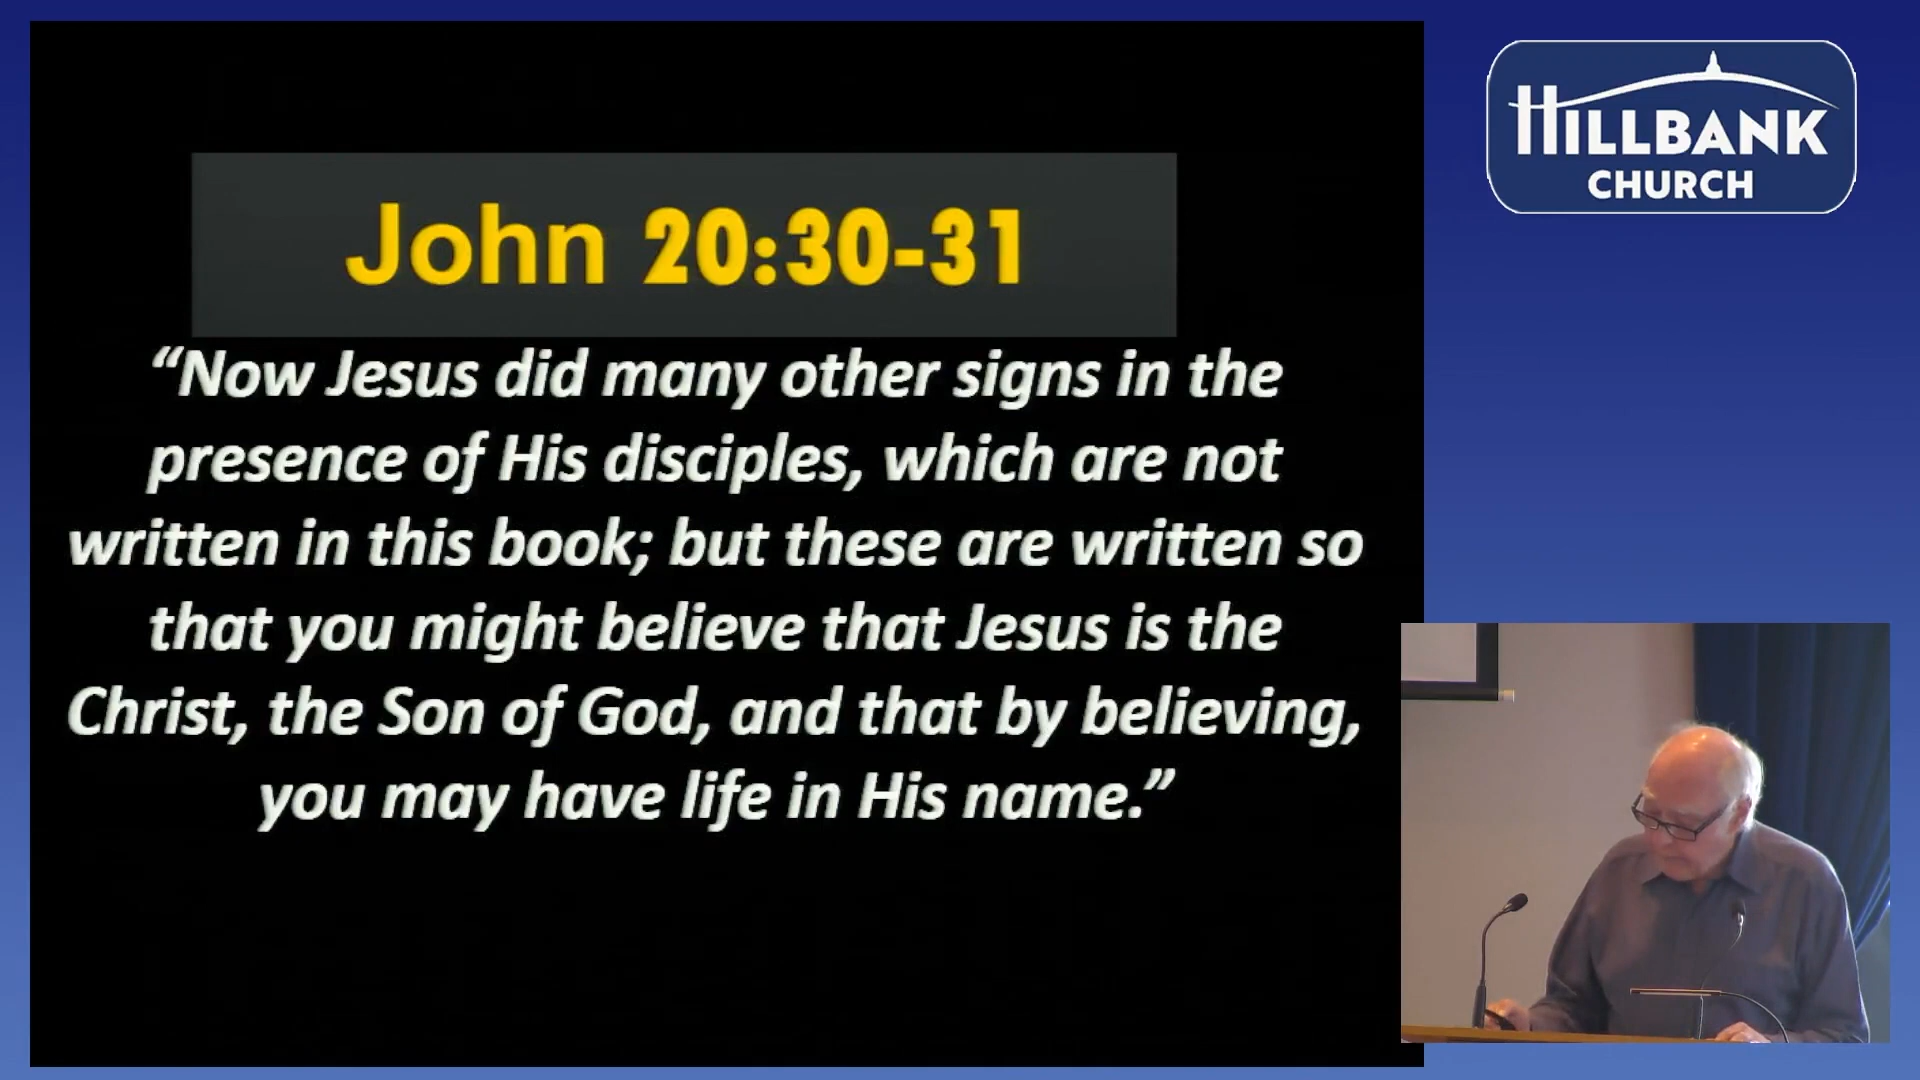 John 20:30-31
“Now Jesus did many other signs in the
presence of His disciples, which are not
written in this book; but these are written so
that you might believe that Jesus is the
Christ, the Son of God, and that by believing,
you may have life in His name.”
HILLBANK
CHURCH